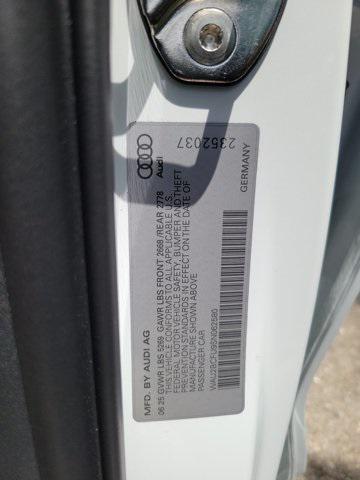 MFD. BY AUDI AG
06 25 GVWR LBS 5269 GAWR LBS FRONT 2668 /REAR 2778
THIS VEHICLE CONFORMS TO ALL APPLICABLE U.S.
FEDERAL MOTOR VEHICLE SAFETY, BUMPER AND THEFT
PREVENTION STANDARDS IN EFFECT ON THE DATE OF
MANUFACTURE SHOWN ABOVE
PASSENGER CAR
GERMANY
Audi
2352037